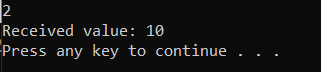 2
Received value: 10
Press any key to continue . . .